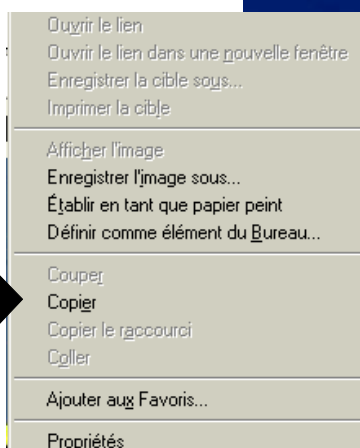 Ouvrir le lien
Ouvrir le lien dans une nouvelle fenêtre
Enregistrer la cible sous...
Imprimer la cible
Afficher l'image
Enregistrer l'image sous...
Établir en tant que papier peint
Définir comme élément du Bureau...
Couper
Copier
Copier le raccourci
Coller
Ajouter aux Favoris...
Propriétés